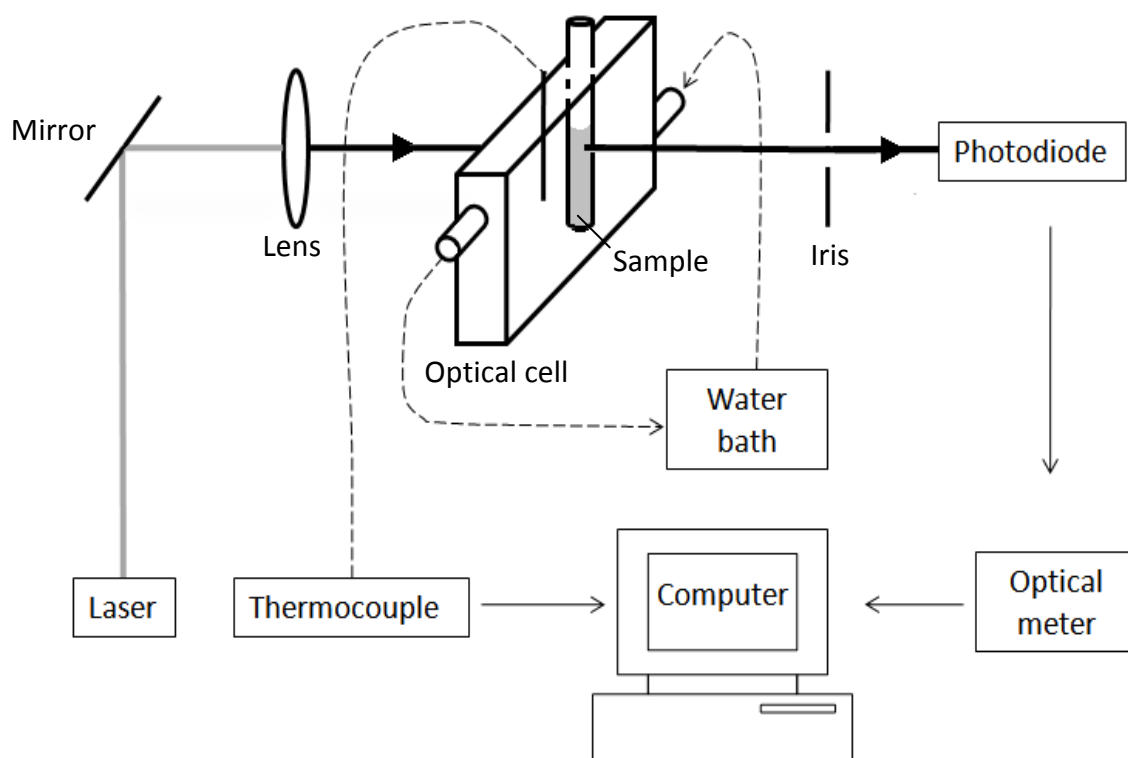 Mirror
Lens
Sample
Iris
Photodiode
Optical cell
Water
bath
Laser
Thermocouple
Computer
Optical
meter